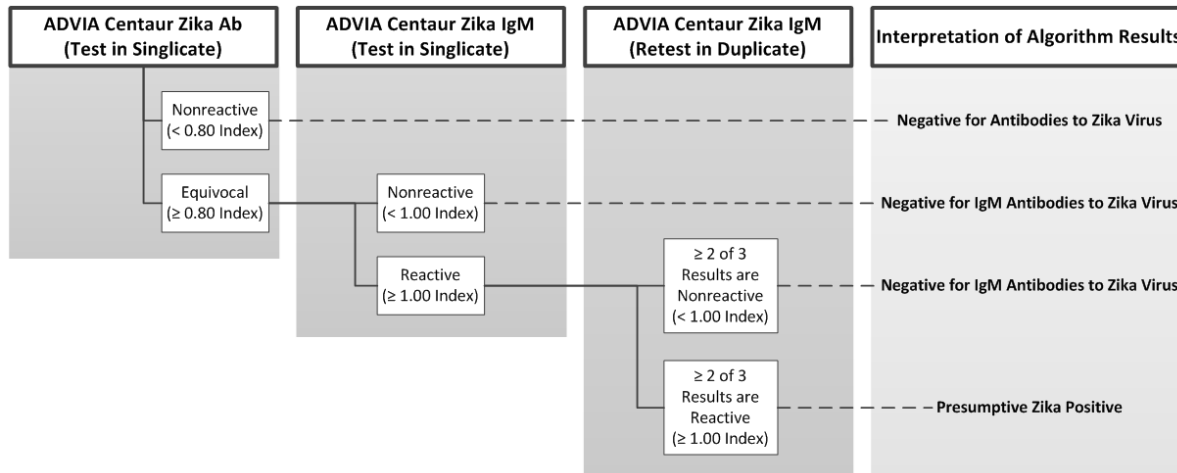 ADVIA Centaur Zika Ab
(Test in Singlicate)
ADVIA Centaur Zika IgM
(Test in Singlicate)
ADVIA Centaur Zika IgM
(Retest in Duplicate)
Interpretation of Algorithm Results
Nonreactive
(< 0.80 Index)
Negative for Antibodies to Zika Virus
Equivocal
(≥ 0.80 Index)
Nonreactive
(< 1.00 Index)
Negative for IgM Antibodies to Zika Virus
Reactive
(≥ 1.00 Index)
≥ 2 of 3
Results are
Nonreactive
(< 1.00 Index)
Negative for IgM Antibodies to Zika Virus
≥ 2 of 3
Results are
Reactive
(≥ 1.00 Index)
Presumptive Zika Positive